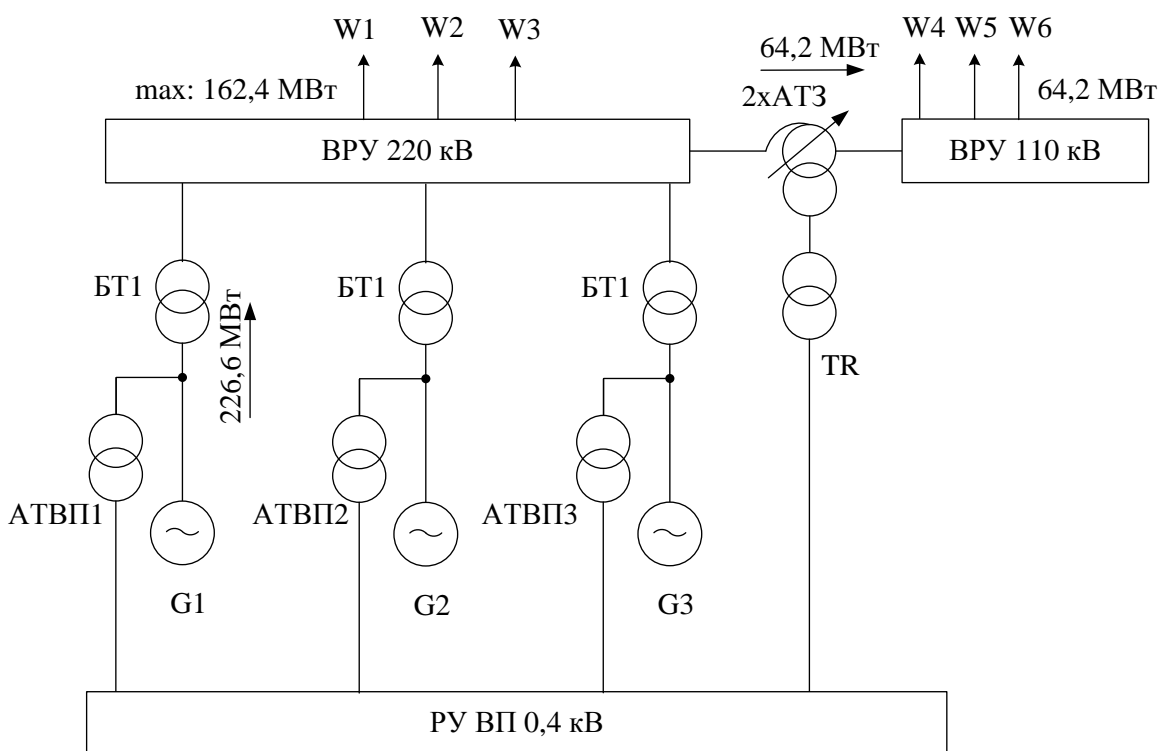 W1
W2
W3
64,2 МВт
W4
W5
W6
max: 162,4 МВт
2хАТЗ
64,2 МВт
ВРУ 220 кВ
ВРУ 110 кВ
БТ1
БТ1
БТ1
226,6 МВт
TR
АТВП1
АТВП2
АТВП3
G1
G2
G3
РУ ВП 0,4 кВ